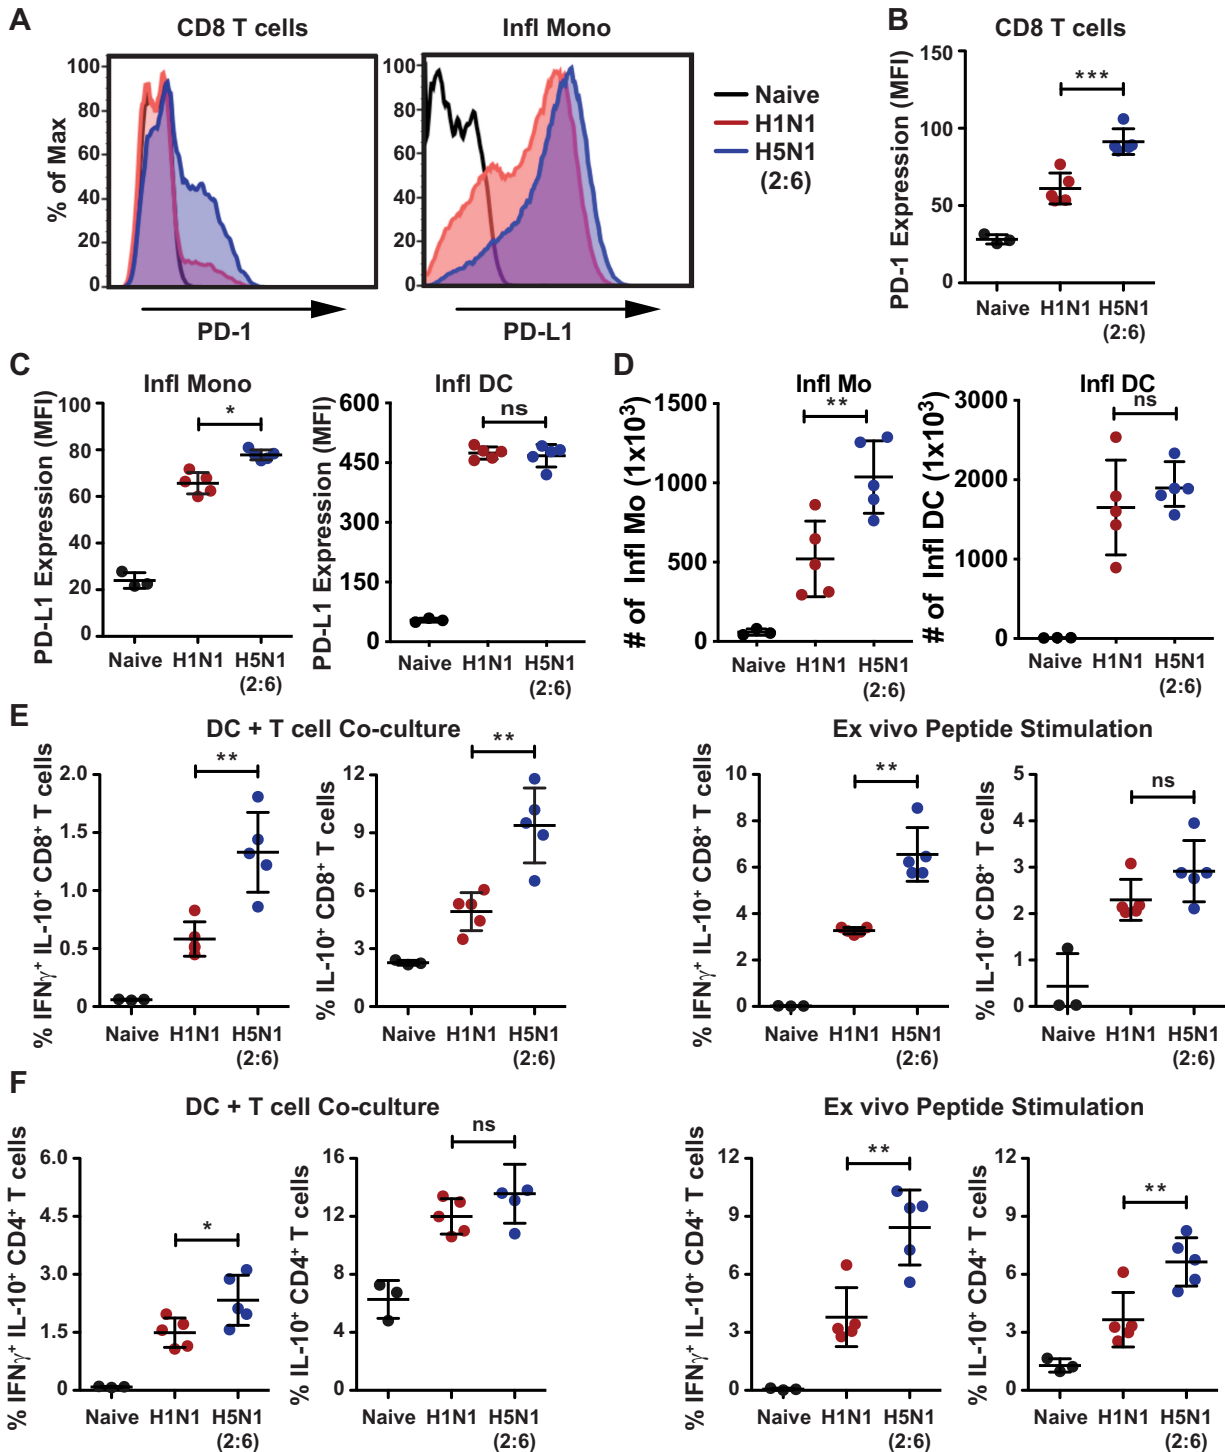 A
CD8 T cells
Infl Mono
% of Max
100
80
60
40
20
0
100
80
60
40
20
0
PD-1
PD-L1
Naive
H1N1
H5N1
(2:6)
B
CD8 T cells
PD-1 Expression (MFI)
150
100
50
0
***
Naive
H1N1
H5N1
(2:6)
C
Infl Mono
PD-L1 Expression (MFI)
100
80
60
40
20
0
*
Naive
H1N1
H5N1
(2:6)
Infl DC
PD-L1 Expression (MFI)
600
450
300
150
0
ns
Naive
H1N1
H5N1
(2:6)
D
Infl Mo
# of Infl Mo (1x10³)
1500
1000
500
0
**
Naive
H1N1
H5N1
(2:6)
Infl DC
# of Infl DC (1x10³)
3000
2000
1000
0
ns
Naive
H1N1
H5N1
(2:6)
E
DC + T cell Co-culture
% IFNγ⁺ IL-10⁺ CD8⁺ T cells
2.0
1.5
1.0
0.5
0
**
Naive
H1N1
H5N1
(2:6)
% IL-10⁺ CD8⁺ T cells
12
9
6
3
0
**
Naive
H1N1
H5N1
(2:6)
Ex vivo Peptide Stimulation
% IFNγ⁺ IL-10⁺ CD8⁺ T cells
10
8
6
4
2
0
**
Naive
H1N1
H5N1
(2:6)
% IL-10⁺ CD8⁺ T cells
5
4
3
2
1
0
ns
Naive
H1N1
H5N1
(2:6)
F
DC + T cell Co-culture
% IFNγ⁺ IL-10⁺ CD4⁺ T cells
6.0
4.5
3.0
1.5
0
*
Naive
H1N1
H5N1
(2:6)
% IL-10⁺ CD4⁺ T cells
16
12
8
4
0
ns
Naive
H1N1
H5N1
(2:6)
Ex vivo Peptide Stimulation
% IFNγ⁺ IL-10⁺ CD4⁺ T cells
12
9
6
3
0
**
Naive
H1N1
H5N1
(2:6)
% IL-10⁺ CD4⁺ T cells
12
9
6
3
0
**
Naive
H1N1
H5N1
(2:6)